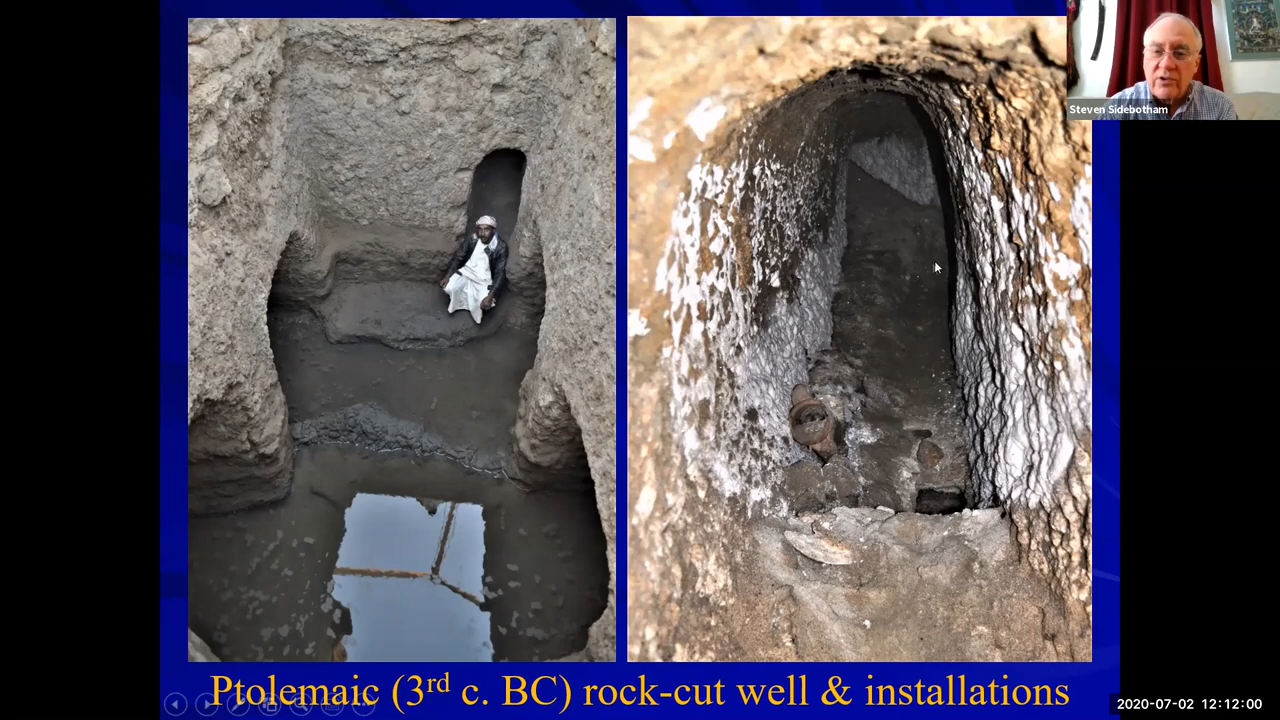 Steven Sidebotham
Ptolemaic (3rd c. BC) rock-cut well & installations
2020-07-02 12:12:00